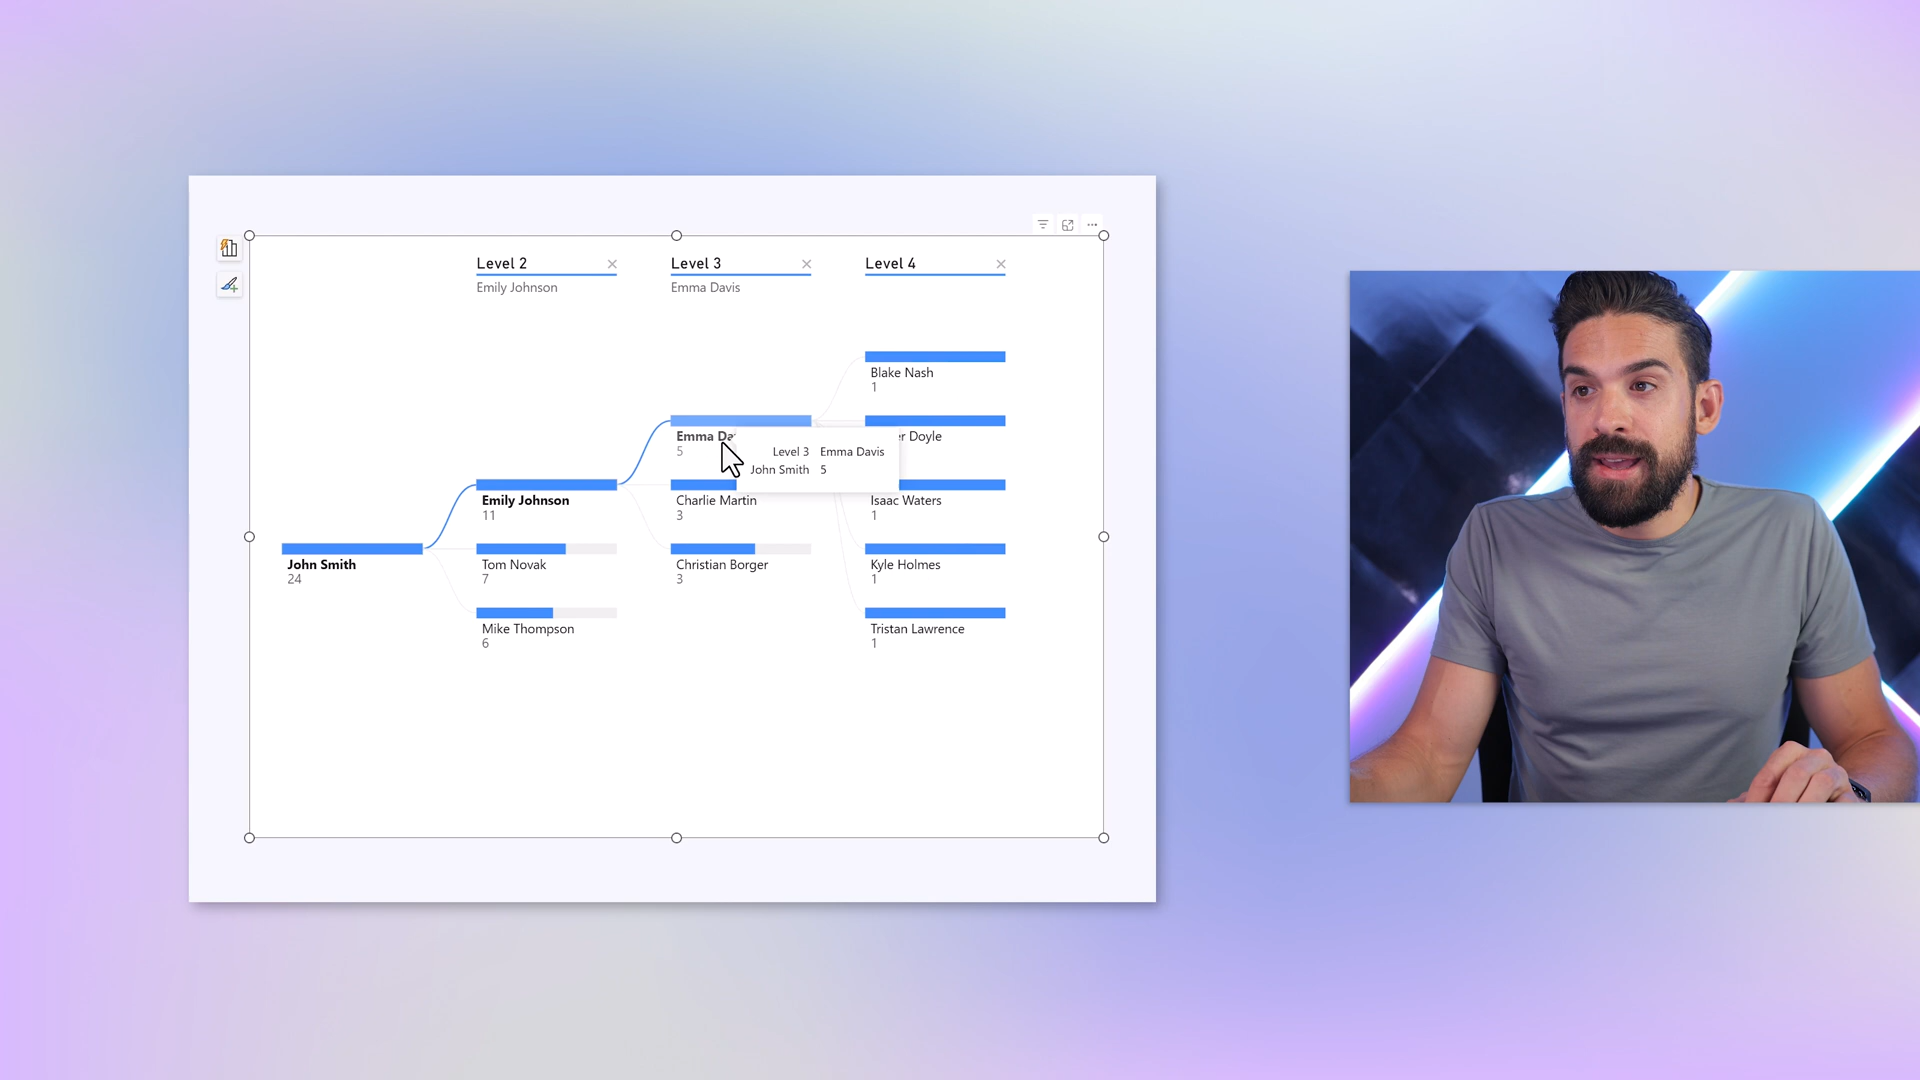 Level 2
Level 3
Level 4
Emily Johnson
Emma Davis
Blake Nash
1
Emma
5
Doyle
Level 3 Emma Davis
John Smith 5
Emily Johnson
11
Charlie Martin
3
Isaac Waters
1
John Smith
24
Tom Novak
7
Christian Borger
3
Kyle Holmes
1
Mike Thompson
6
Tristan Lawrence
1